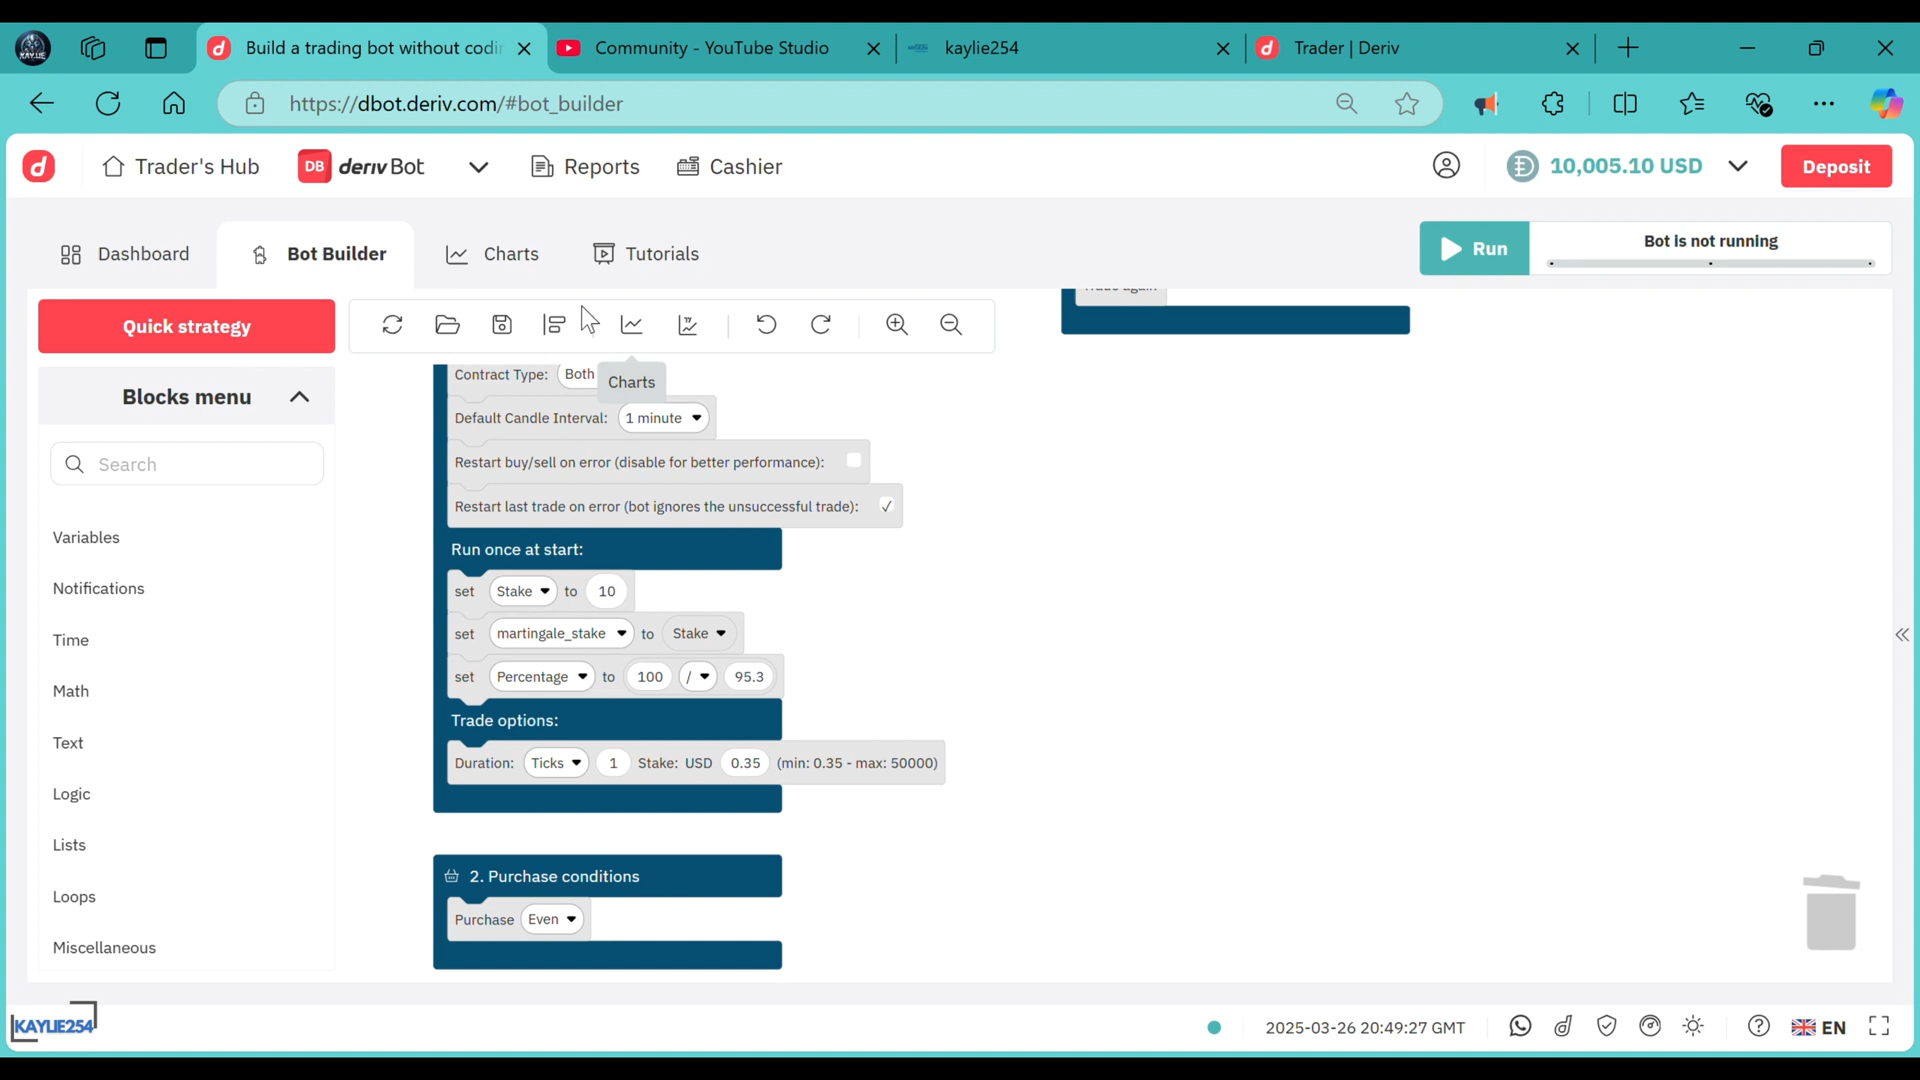 Build a trading bot without codin
Community - YouTube Studio
kaylie254
Trader | Deriv
https://dbot.deriv.com/#bot_builder
Trader's Hub
DB deriv Bot
Reports
Cashier
10,005.10 USD
Deposit
Dashboard
Bot Builder
Charts
Tutorials
Run
Bot is not running
Quick strategy
Trade again
Blocks menu
Search
Variables
Notifications
Time
Math
Text
Logic
Lists
Loops
Miscellaneous
Contract Type: Both
Charts
Default Candle Interval: 1 minute
Restart buy/sell on error (disable for better performance):
Restart last trade on error (bot ignores the unsuccessful trade): ✓
Run once at start:
set Stake to 10
set martingale_stake to Stake
set Percentage to 100 / 95.3
Trade options:
Duration: Ticks 1 Stake: USD 0.35 (min: 0.35 - max: 50000)
2. Purchase conditions
Purchase Even
KAYLIE254
2025-03-26 20:49:27 GMT
EN